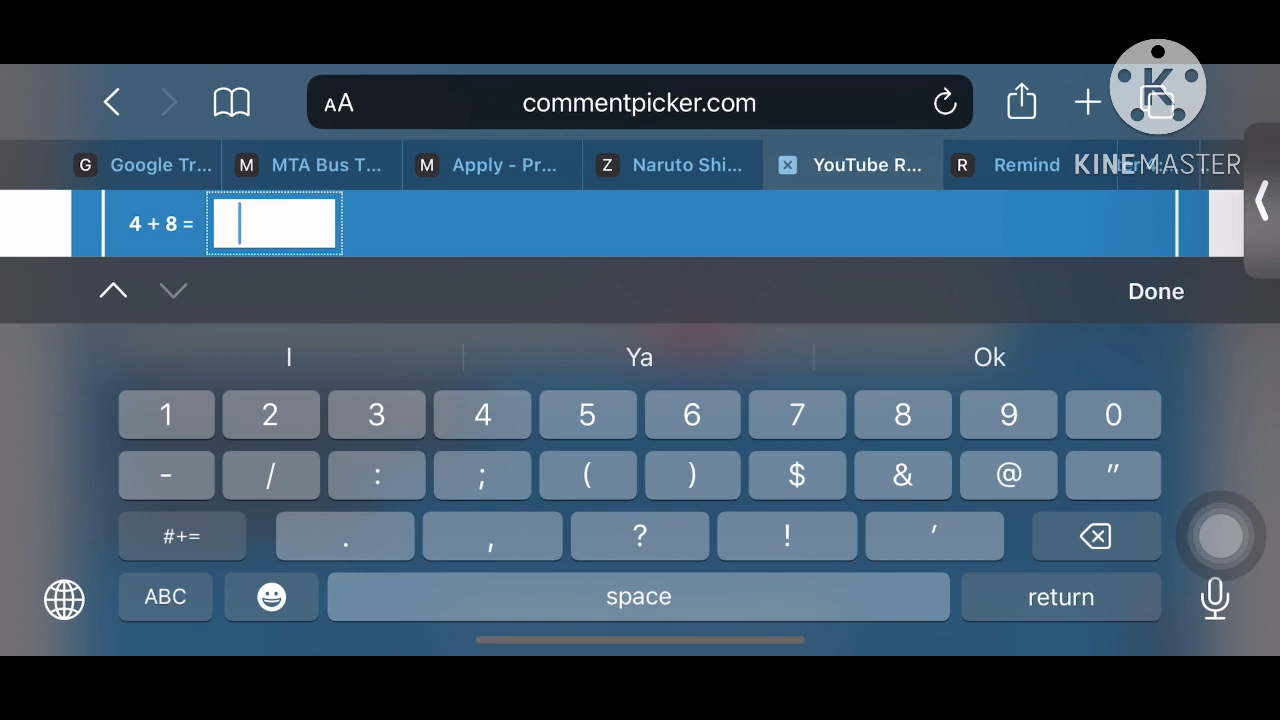 AA commentpicker.com
K
KINEMASTER
G Google Tr... M MTA Bus T... M Apply - Pr... Z Naruto Shi... YouTube R... R Remind
4 + 8 =
Done
I Ya Ok
1 2 3 4 5 6 7 8 9 0
- / : ; ( ) $ & @ "
#+= . , ? ! '
ABC space return